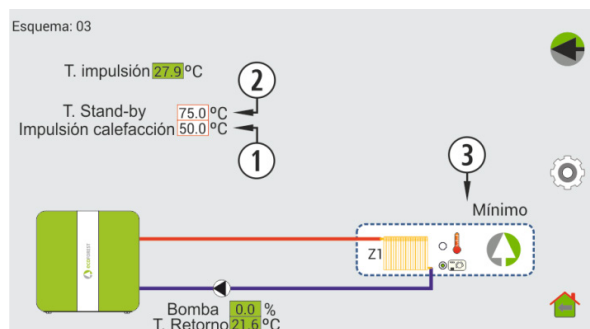 Esquema: 03
T. impulsión 27.9 ºC
2
T. Stand-by 75.0 ºC
Impulsión calefacción 50.0 ºC
1
3
Mínimo
Z1
ecoforest
Bomba 0.0 %
T. Retorno 21.6 ºC